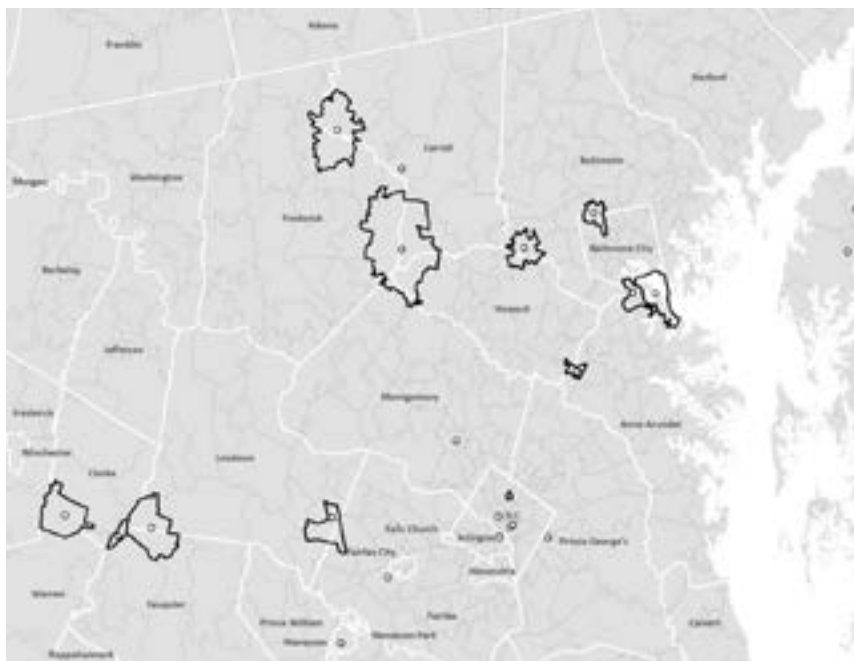 Adams
Franklin
Harford
Carroll
Baltimore
Morgan
Washington
Frederick
Baltimore City
Berkeley
Howard
Jefferson
Montgomery
Frederick
Anne Arundel
Winchester
Clarke
Loudoun
D.C.
Falls Church
Arlington
Prince George's
Fairfax City
Alexandria
Warren
Fauquier
Fairfax
Prince William
Calvert
Manassas Park
Manassas
Rappahannock